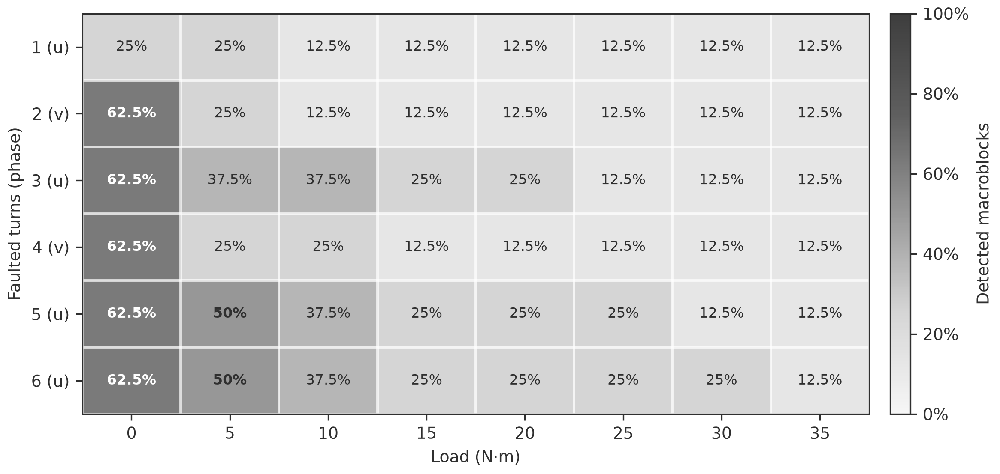 Faulted turns (phase)
1 (u) 25% 25% 12.5% 12.5% 12.5% 12.5% 12.5% 12.5%
2 (v) 62.5% 25% 12.5% 12.5% 12.5% 12.5% 12.5% 12.5%
3 (u) 62.5% 37.5% 37.5% 25% 25% 12.5% 12.5% 12.5%
4 (v) 62.5% 25% 25% 12.5% 12.5% 12.5% 12.5% 12.5%
5 (u) 62.5% 50% 37.5% 25% 25% 25% 12.5% 12.5%
6 (u) 62.5% 50% 37.5% 25% 25% 25% 25% 12.5%
0 5 10 15 20 25 30 35
Load (N·m)
100%
80%
60%
40%
20%
0%
Detected macroblocks